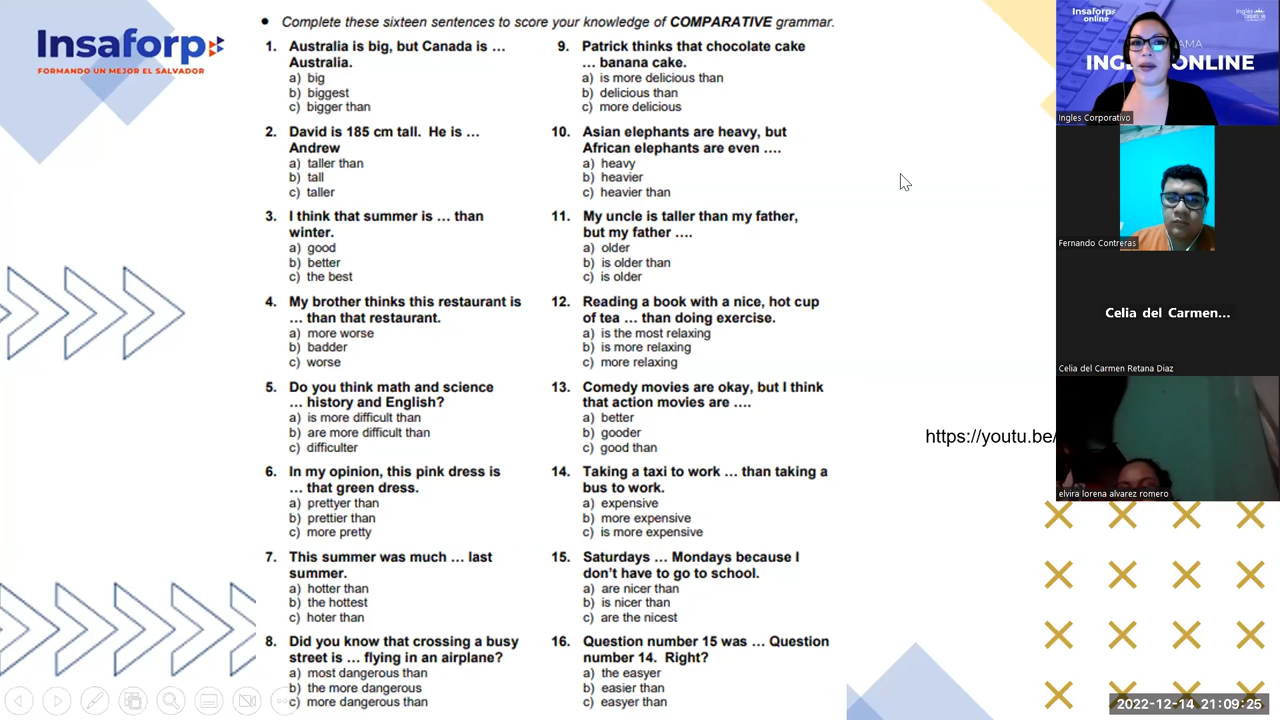 Insaforp
FORMANDO UN MEJOR EL SALVADOR
• Complete these sixteen sentences to score your knowledge of COMPARATIVE grammar.
1. Australia is big, but Canada is …
Australia.
a) big
b) biggest
c) bigger than
2. David is 185 cm tall. He is …
Andrew
a) taller than
b) tall
c) taller
3. I think that summer is … than
winter.
a) good
b) better
c) the best
4. My brother thinks this restaurant is
… than that restaurant.
a) more worse
b) badder
c) worse
5. Do you think math and science
… history and English?
a) is more difficult than
b) are more difficult than
c) difficulter
6. In my opinion, this pink dress is
… that green dress.
a) prettyer than
b) prettier than
c) more pretty
7. This summer was much … last
summer.
a) hotter than
b) the hottest
c) hoter than
8. Did you know that crossing a busy
street is … flying in an airplane?
a) most dangerous than
b) the more dangerous
c) more dangerous than
9. Patrick thinks that chocolate cake
… banana cake.
a) is more delicious than
b) delicious than
c) more delicious
10. Asian elephants are heavy, but
African elephants are even ….
a) heavy
b) heavier
c) heavier than
11. My uncle is taller than my father,
but my father ….
a) older
b) is older than
c) is older
12. Reading a book with a nice, hot cup
of tea … than doing exercise.
a) is the most relaxing
b) is more relaxing
c) more relaxing
13. Comedy movies are okay, but I think
that action movies are ….
a) better
b) gooder
c) good than
14. Taking a taxi to work … than taking a
bus to work.
a) expensive
b) more expensive
c) is more expensive
15. Saturdays … Mondays because I
don't have to go to school.
a) are nicer than
b) is nicer than
c) are the nicest
16. Question number 15 was … Question
number 14. Right?
a) the easyer
b) easier than
c) easyer than
https://youtu.be/
Insaforp
online
AMA
INGL ONLINE
Ingles Corporativo
Fernando Contreras
Celia del Carmen...
Celia del Carmen Retana Diaz
elvira lorena alvarez romero
2022-12-14 21:09:25